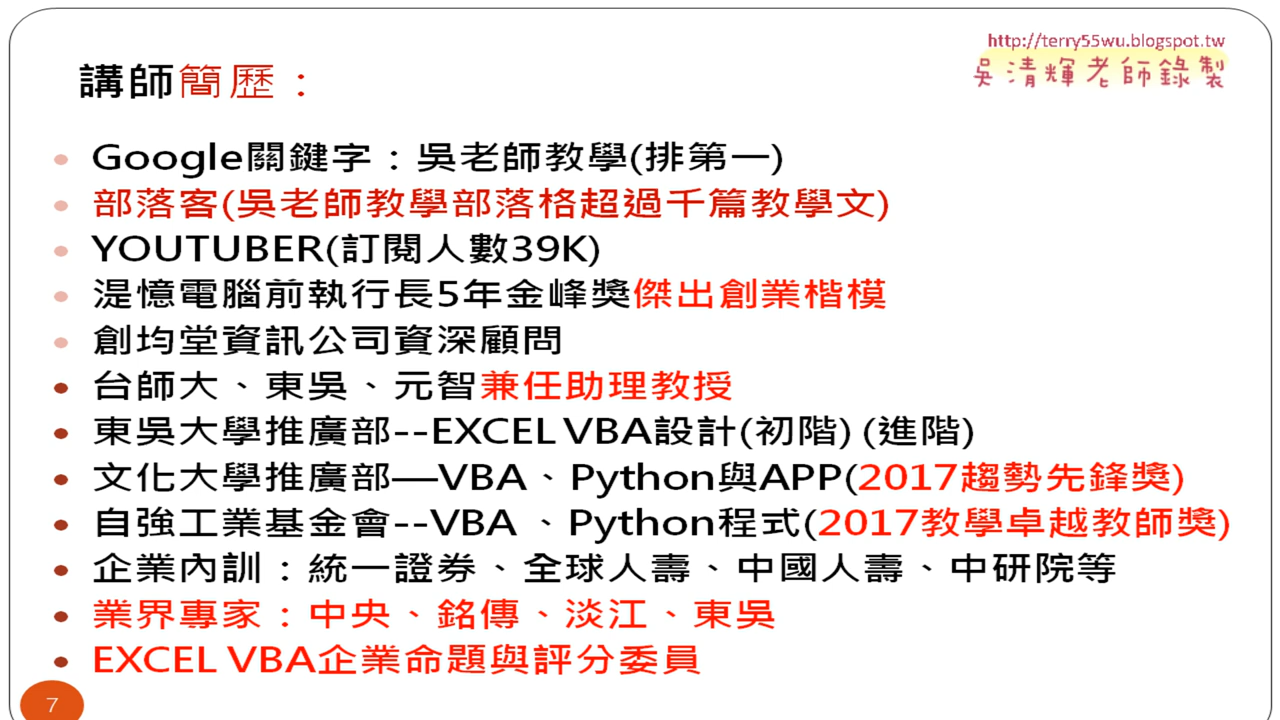 http://terry55wu.blogspot.tw
吳清輝老師錄製
講師簡歷：
Google關鍵字：吳老師教學(排第一)
部落客(吳老師教學部落格超過千篇教學文)
YOUTUBER(訂閱人數39K)
湜憶電腦前執行長5年金峰獎傑出創業楷模
創均堂資訊公司資深顧問
台師大、東吳、元智兼任助理教授
東吳大學推廣部--EXCEL VBA設計(初階) (進階)
文化大學推廣部—VBA、Python與APP(2017趨勢先鋒獎)
自強工業基金會--VBA 、Python程式(2017教學卓越教師獎)
企業內訓：統一證券、全球人壽、中國人壽、中研院等
業界專家：中央、銘傳、淡江、東吳
EXCEL VBA企業命題與評分委員
7